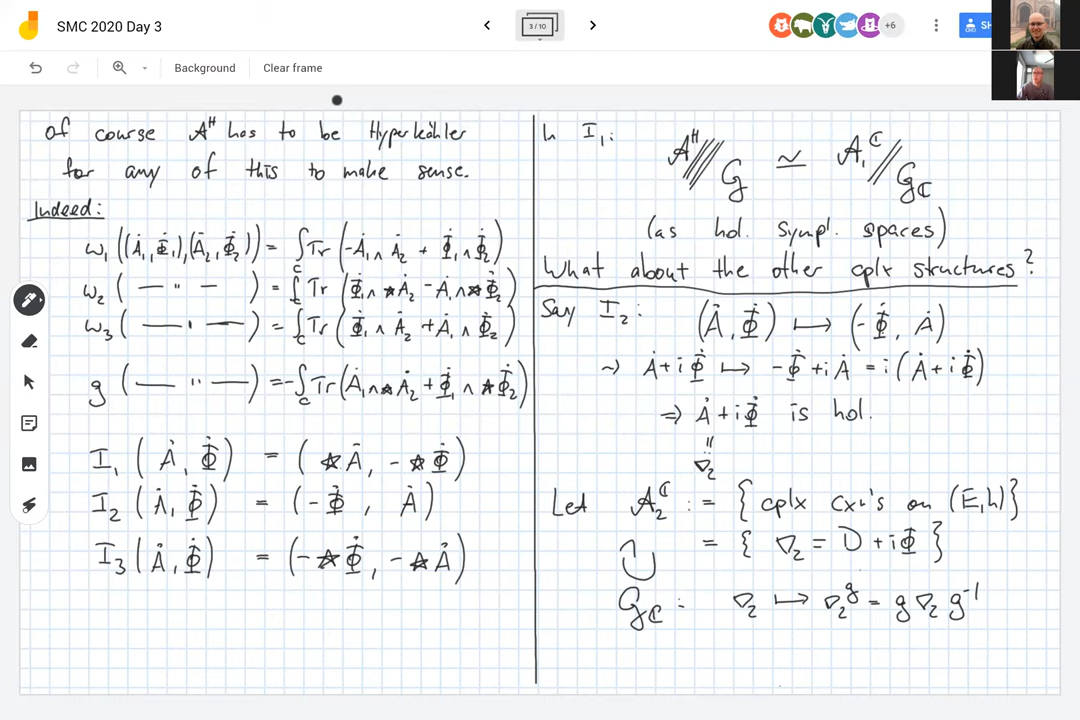 SMC 2020 Day 3
3 / 10
+6
Background
Clear frame
of course 𝒜^ℍ has to be Hyperkähler
for any of this to make sense.
Indeed:
ω₁ ((Ȧ₁, Φ̇₁), (Ȧ₂, Φ̇₂)) = ∫_C Tr (-Ȧ₁ ∧ Ȧ₂ + Φ̇₁ ∧ Φ̇₂)
ω₂ ( — " — ) = ∫_C Tr (Φ̇₁ ∧ ⋆Ȧ₂ - Ȧ₁ ∧ ⋆Φ̇₂)
ω₃ ( — " — ) = ∫_C Tr (Φ̇₁ ∧ Ȧ₂ + Ȧ₁ ∧ Φ̇₂)
g ( — " — ) = -∫_C Tr (Ȧ₁ ∧ ⋆Ȧ₂ + Φ̇₁ ∧ ⋆Φ̇₂)
I₁ (Ȧ, Φ̇) = (⋆Ȧ, -⋆Φ̇)
I₂ (Ȧ, Φ̇) = (-Φ̇, Ȧ)
I₃ (Ȧ, Φ̇) = (-⋆Φ̇, -⋆Ȧ)
In I₁: 𝒜^ℍ////G ≃ 𝒜₁^ℂ//G_ℂ
(as hol. sympl. spaces)
What about the other cplx structures?
Say I₂: (Ȧ, Φ̇) ↦ (-Φ̇, Ȧ)
⇝ Ȧ + iΦ̇ ↦ -Φ̇ + iȦ = i(Ȧ + iΦ̇)
⇒ Ȧ + iΦ̇ is hol.
"
∇̇₂
Let 𝒜₂^ℂ := {cplx cxn's on (E,h)}
= {∇₂ = D + iΦ}
G_ℂ: ∇₂ ↦ ∇₂^g = g∇₂g⁻¹